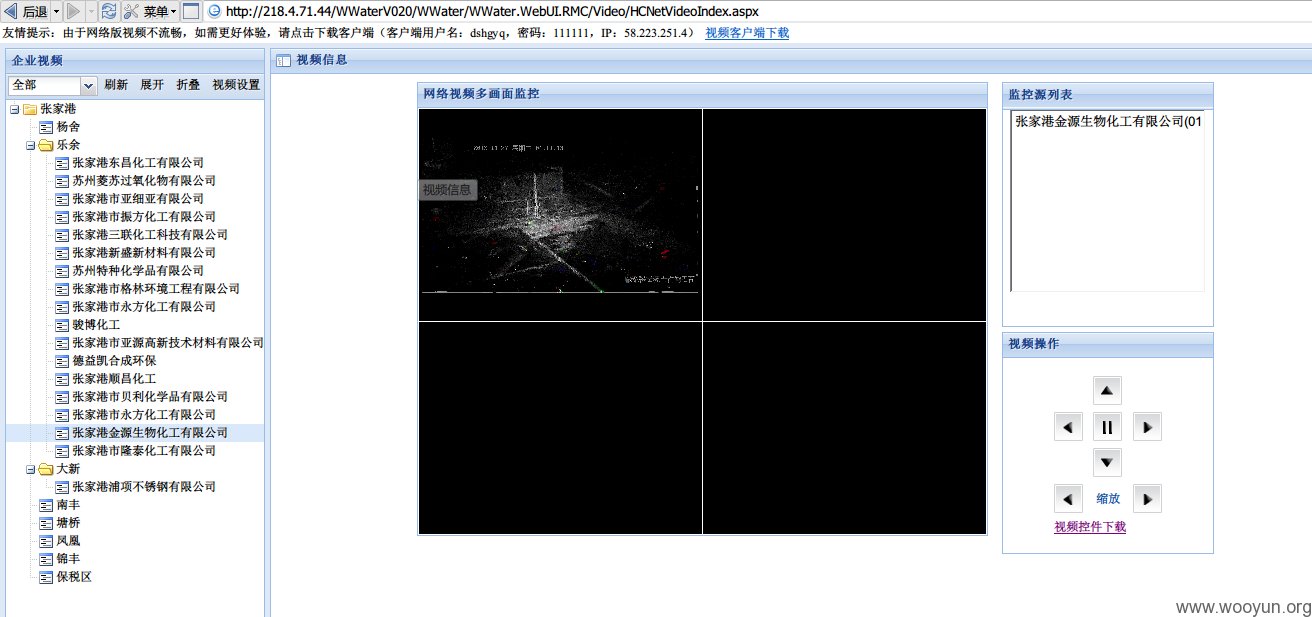 后退 菜单 http://218.4.71.44/WWaterV020/WWater/WWater.WebUI.RMC/Video/HCNetVideoIndex.aspx
友情提示：由于网络版视频不流畅，如需更好体验，请点击下载客户端（客户端用户名：dshgyq，密码：111111，IP：58.223.251.4） 视频客户端下载
企业视频
全部 刷新 展开 折叠 视频设置
张家港
杨舍
乐余
张家港东昌化工有限公司
苏州菱苏过氧化物有限公司
张家港市亚细亚有限公司
张家港市振方化工有限公司
张家港三联化工科技有限公司
张家港新盛新材料有限公司
苏州特种化学品有限公司
张家港市格林环境工程有限公司
张家港市永方化工有限公司
骏博化工
张家港市亚源高新技术材料有限公司
德益凯合成环保
张家港顺昌化工
张家港市贝利化学品有限公司
张家港市永方化工有限公司
张家港金源生物化工有限公司
张家港市隆泰化工有限公司
大新
张家港浦项不锈钢有限公司
南丰
塘桥
凤凰
锦丰
保税区
视频信息
网络视频多画面监控
视频信息
监控源列表
张家港金源生物化工有限公司(01
视频操作
缩放
视频控件下载
www.wooyun.org